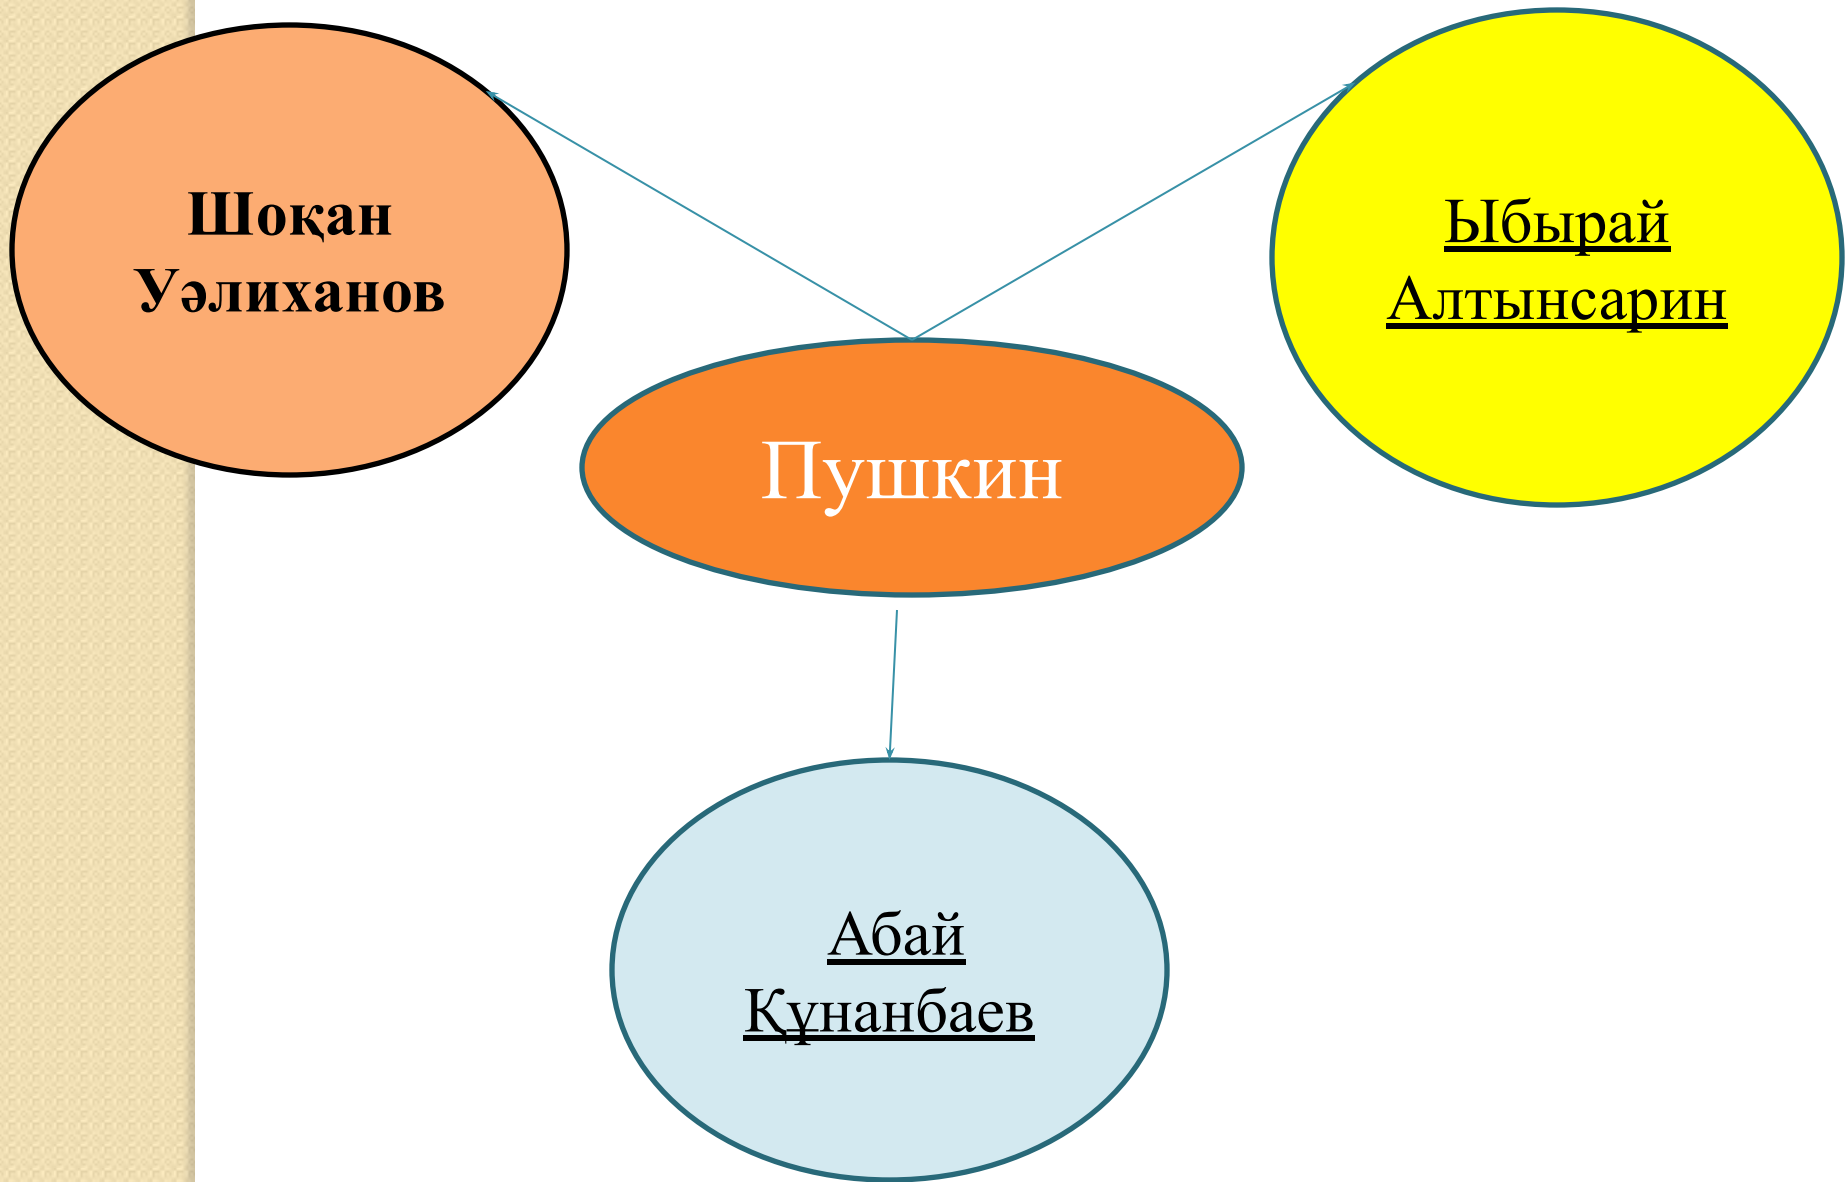 Шоқан
Уәлиханов
Ыбырай
Алтынсарин
Пушкин
Абай
Құнанбаев